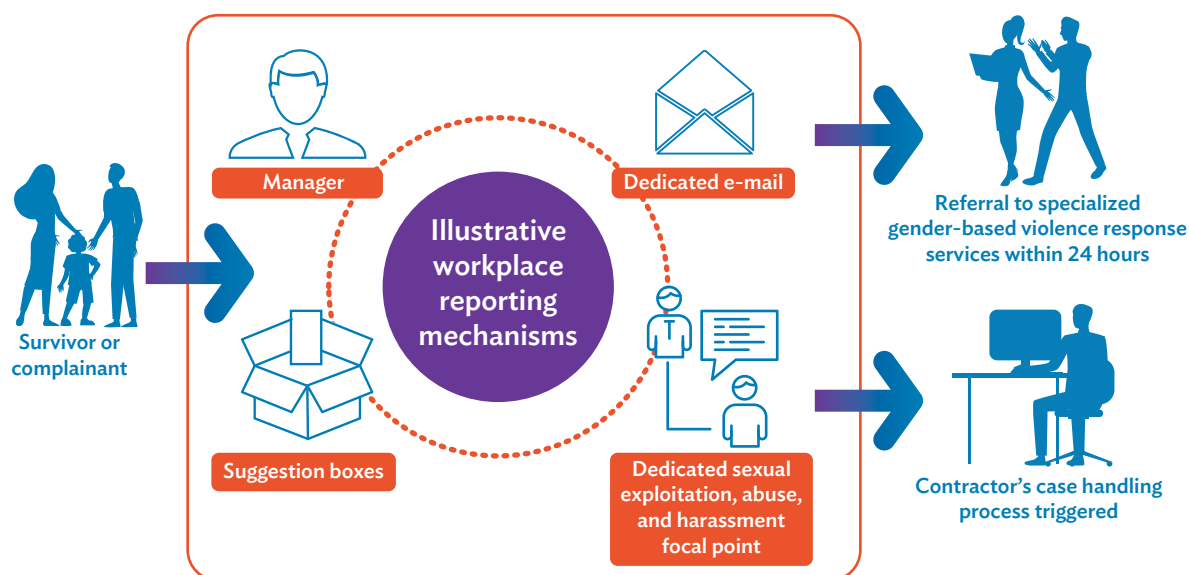 Survivor or
complainant
Manager
Dedicated e-mail
Illustrative
workplace
reporting
mechanisms
Suggestion boxes
Dedicated sexual
exploitation, abuse,
and harassment
focal point
Referral to specialized
gender-based violence response
services within 24 hours
Contractor's case handling
process triggered